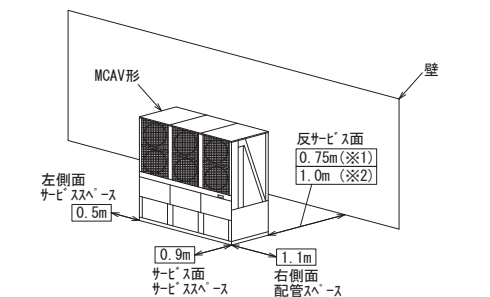 MCAV形
壁
反ｻｰﾋﾞｽ面
0.75m(※1)
1.0m (※2)
左側面
ｻｰﾋﾞｽｽﾍﾟｰｽ
0.5m
0.9m
ｻｰﾋﾞｽ面
ｻｰﾋﾞｽｽﾍﾟｰｽ
1.1m
右側面
配管ｽﾍﾟｰｽ